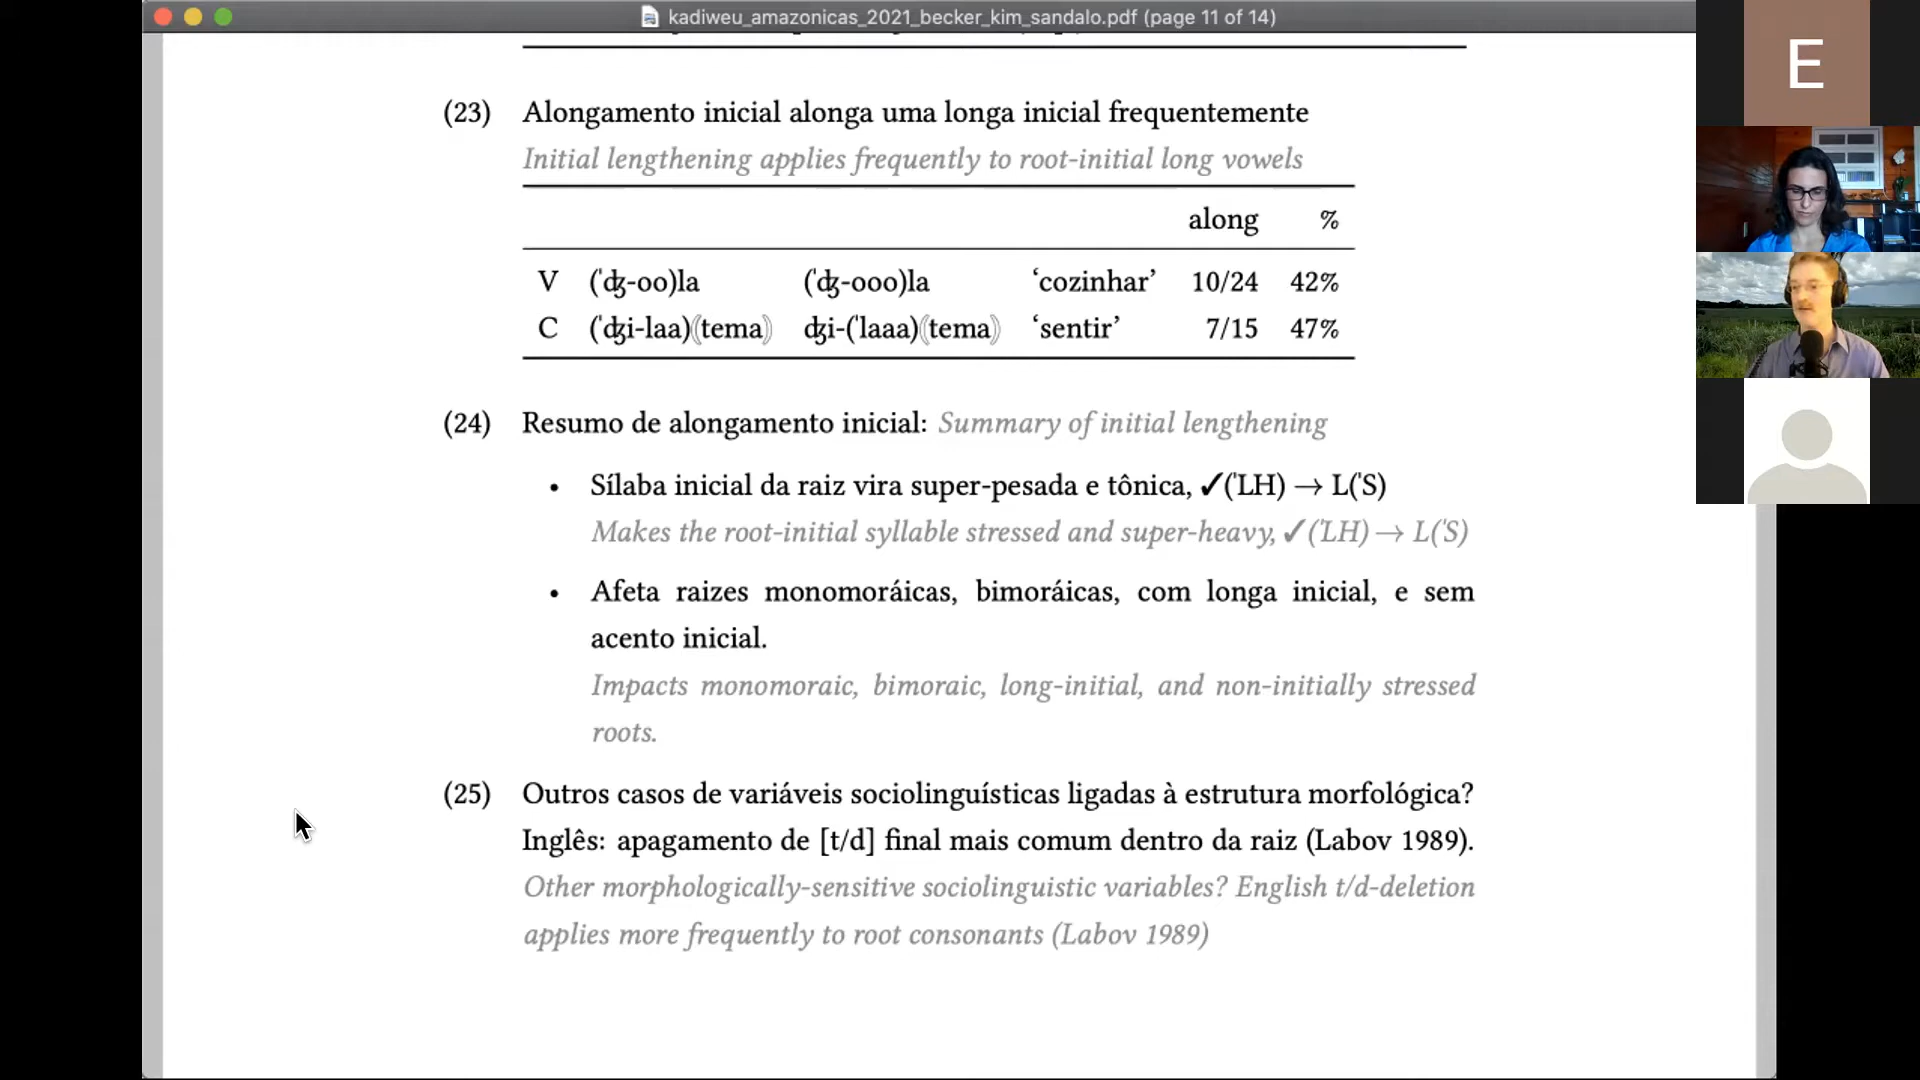 kadiweu_amazonicas_2021_becker_kim_sandalo.pdf (page 11 of 14)
E
(23) Alongamento inicial alonga uma longa inicial frequentemente
Initial lengthening applies frequently to root-initial long vowels
along %
V (ˈʤ-oo)la (ˈʤ-ooo)la ‘cozinhar’ 10/24 42%
C (ˈʤi-laa)⦅tema⦆ ʤi-(ˈlaaa)⦅tema⦆ ‘sentir’ 7/15 47%
(24) Resumo de alongamento inicial: Summary of initial lengthening
• Sílaba inicial da raiz vira super-pesada e tônica, ✓(ˈLH) → L(ˈS)
Makes the root-initial syllable stressed and super-heavy, ✓(ˈLH) → L(ˈS)
• Afeta raizes monomoráicas, bimoráicas, com longa inicial, e sem
acento inicial.
Impacts monomoraic, bimoraic, long-initial, and non-initially stressed
roots.
(25) Outros casos de variáveis sociolinguísticas ligadas à estrutura morfológica?
Inglês: apagamento de [t/d] final mais comum dentro da raiz (Labov 1989).
Other morphologically-sensitive sociolinguistic variables? English t/d-deletion
applies more frequently to root consonants (Labov 1989)